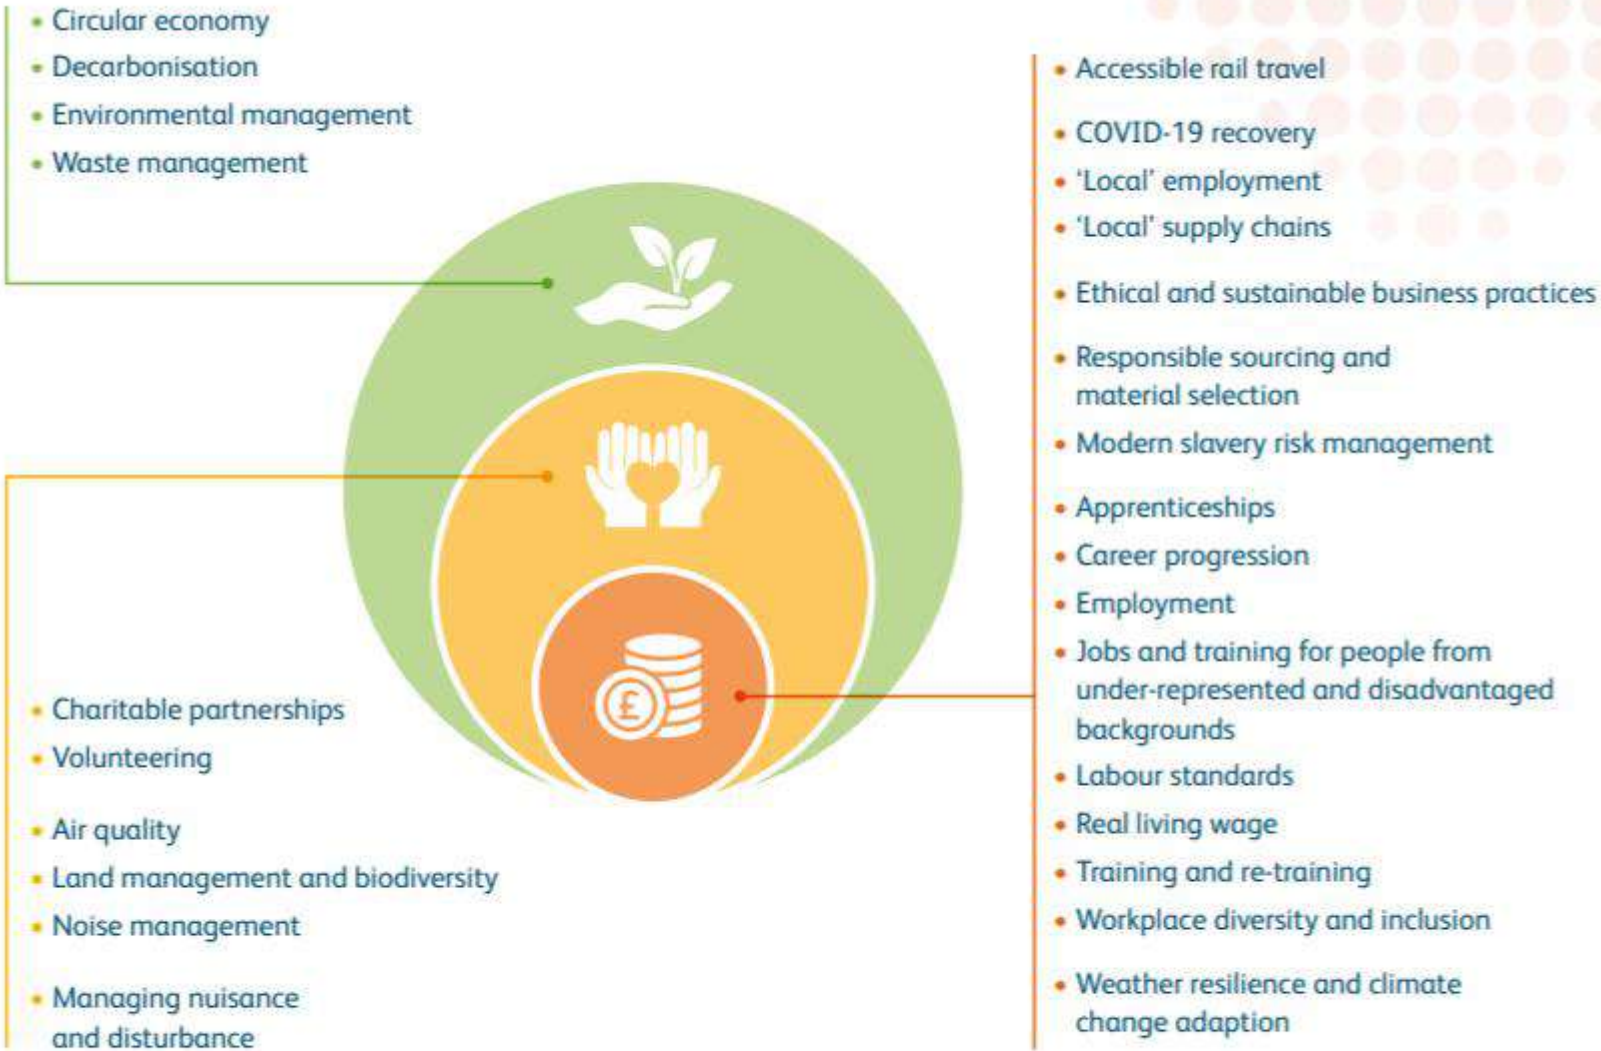 • Circular economy
• Decarbonisation
• Environmental management
• Waste management
• Charitable partnerships
• Volunteering
• Air quality
• Land management and biodiversity
• Noise management
• Managing nuisance
and disturbance
£
• Accessible rail travel
• COVID-19 recovery
• ‘Local’ employment
• ‘Local’ supply chains
• Ethical and sustainable business practices
• Responsible sourcing and
material selection
• Modern slavery risk management
• Apprenticeships
• Career progression
• Employment
• Jobs and training for people from
under-represented and disadvantaged
backgrounds
• Labour standards
• Real living wage
• Training and re-training
• Workplace diversity and inclusion
• Weather resilience and climate
change adaption